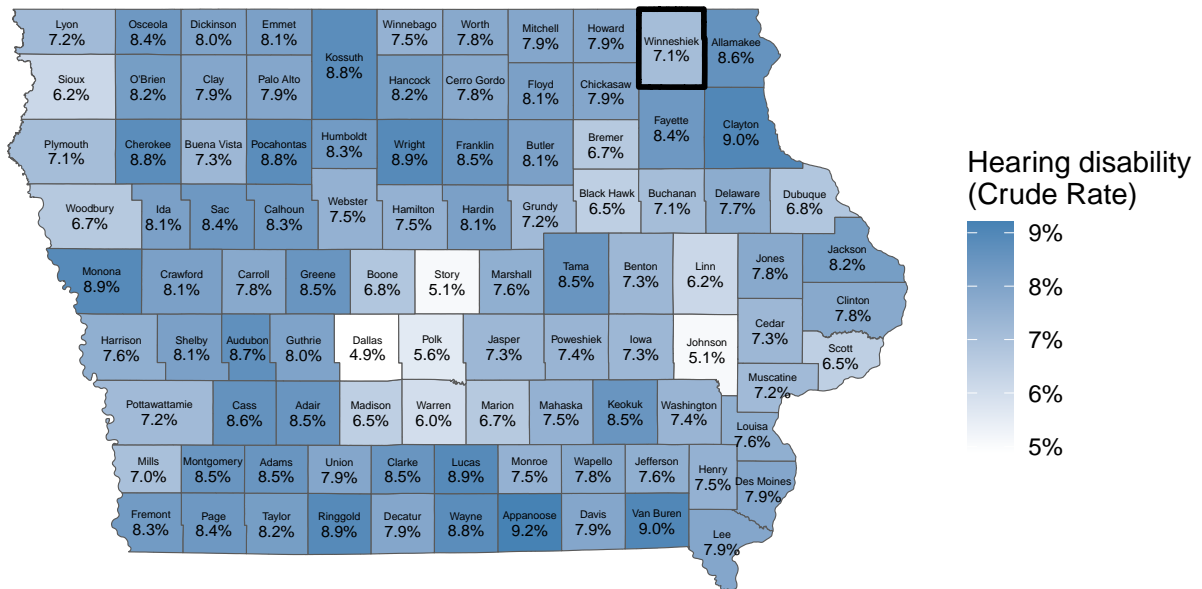 Lyon
7.2%
Osceola
8.4%
Dickinson
8.0%
Emmet
8.1%
Kossuth
8.8%
Winnebago
7.5%
Worth
7.8%
Mitchell
7.9%
Howard
7.9%
Winneshiek
7.1%
Allamakee
8.6%
Sioux
6.2%
O'Brien
8.2%
Clay
7.9%
Palo Alto
7.9%
Hancock
8.2%
Cerro Gordo
7.8%
Floyd
8.1%
Chickasaw
7.9%
Fayette
8.4%
Clayton
9.0%
Plymouth
7.1%
Cherokee
8.8%
Buena Vista
7.3%
Pocahontas
8.8%
Humboldt
8.3%
Wright
8.9%
Franklin
8.5%
Butler
8.1%
Bremer
6.7%
Woodbury
6.7%
Ida
8.1%
Sac
8.4%
Calhoun
8.3%
Webster
7.5%
Hamilton
7.5%
Hardin
8.1%
Grundy
7.2%
Black Hawk
6.5%
Buchanan
7.1%
Delaware
7.7%
Dubuque
6.8%
Monona
8.9%
Crawford
8.1%
Carroll
7.8%
Greene
8.5%
Boone
6.8%
Story
5.1%
Marshall
7.6%
Tama
8.5%
Benton
7.3%
Linn
6.2%
Jones
7.8%
Jackson
8.2%
Clinton
7.8%
Harrison
7.6%
Shelby
8.1%
Audubon
8.7%
Guthrie
8.0%
Dallas
4.9%
Polk
5.6%
Jasper
7.3%
Poweshiek
7.4%
Iowa
7.3%
Johnson
5.1%
Cedar
7.3%
Scott
6.5%
Muscatine
7.2%
Pottawattamie
7.2%
Cass
8.6%
Adair
8.5%
Madison
6.5%
Warren
6.0%
Marion
6.7%
Mahaska
7.5%
Keokuk
8.5%
Washington
7.4%
Louisa
7.6%
Mills
7.0%
Montgomery
8.5%
Adams
8.5%
Union
7.9%
Clarke
8.5%
Lucas
8.9%
Monroe
7.5%
Wapello
7.8%
Jefferson
7.6%
Henry
7.5%
Des Moines
7.9%
Fremont
8.3%
Page
8.4%
Taylor
8.2%
Ringgold
8.9%
Decatur
7.9%
Wayne
8.8%
Appanoose
9.2%
Davis
7.9%
Van Buren
9.0%
Lee
7.9%
Hearing disability
(Crude Rate)
9%
8%
7%
6%
5%